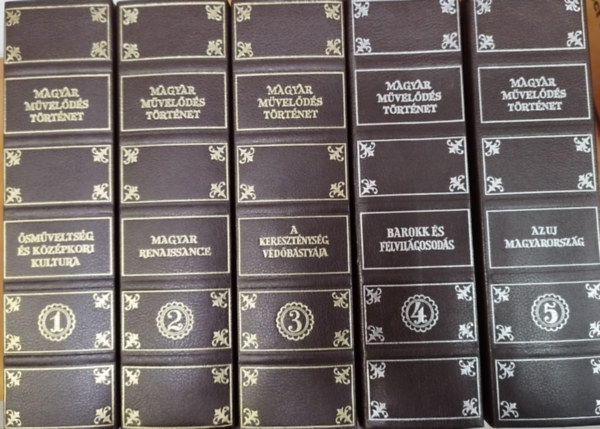 MAGYAR
MŰVELŐDÉS
TÖRTÉNET
ŐSMŰVELTSÉG
ÉS KÖZÉPKORI
KULTURA
1
MAGYAR
MŰVELŐDÉS
TÖRTÉNET
MAGYAR
RENAISSANCE
2
MAGYAR
MŰVELŐDÉS
TÖRTÉNET
A
KERESZTÉNYSÉG
VÉDŐBÁSTYÁJA
3
MAGYAR
MŰVELŐDÉS
TÖRTÉNET
BAROKK ÉS
FELVILÁGOSODÁS
4
MAGYAR
MŰVELŐDÉS
TÖRTÉNET
AZ UJ
MAGYARORSZÁG
5